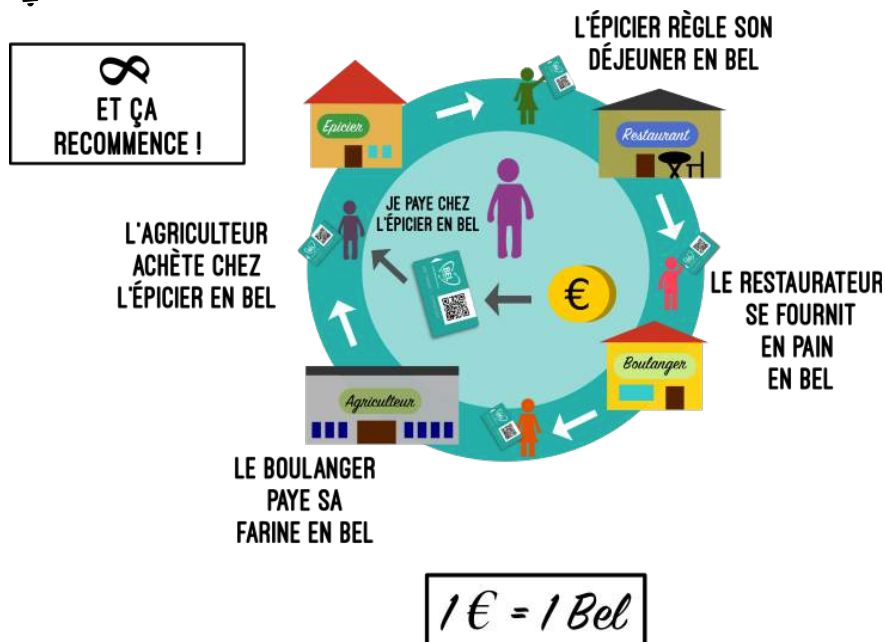 ∞
ET ÇA
RECOMMENCE !
L'ÉPICIER RÈGLE SON
DÉJEUNER EN BEL
Epicier
Restaurant
JE PAYE CHEZ
L'ÉPICIER EN BEL
L'AGRICULTEUR
ACHÈTE CHEZ
L'ÉPICIER EN BEL
BEL
€
LE RESTAURATEUR
SE FOURNIT
EN PAIN
EN BEL
Boulanger
Agriculteur
LE BOULANGER
PAYE SA
FARINE EN BEL
1 € = 1 Bel